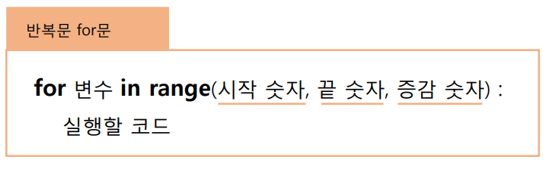 반복문 for문
for 변수 in range(시작 숫자, 끝 숫자, 증감 숫자) :
실행할 코드